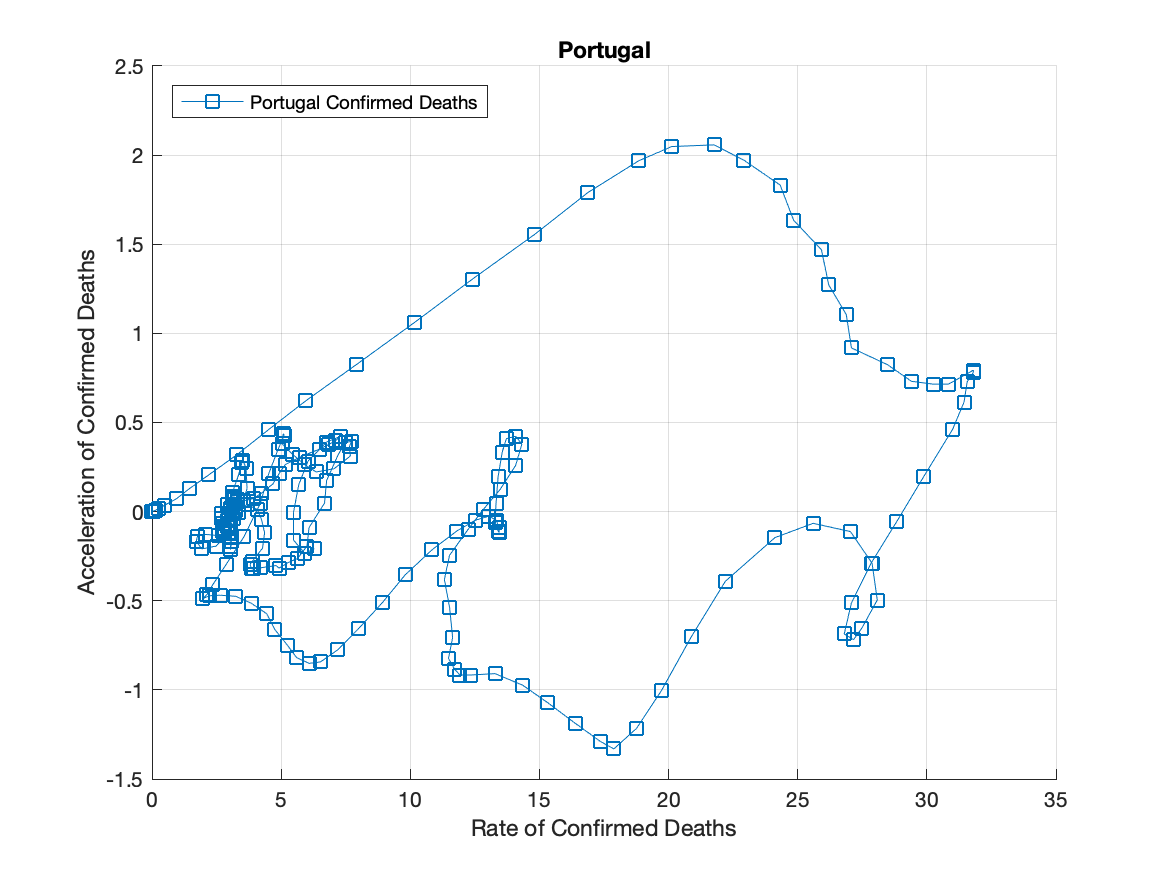 Portugal
2.5
Portugal Confirmed Deaths
2
1.5
1
0.5
0
-0.5
-1
-1.5
Acceleration of Confirmed Deaths
0 5 10 15 20 25 30 35
Rate of Confirmed Deaths